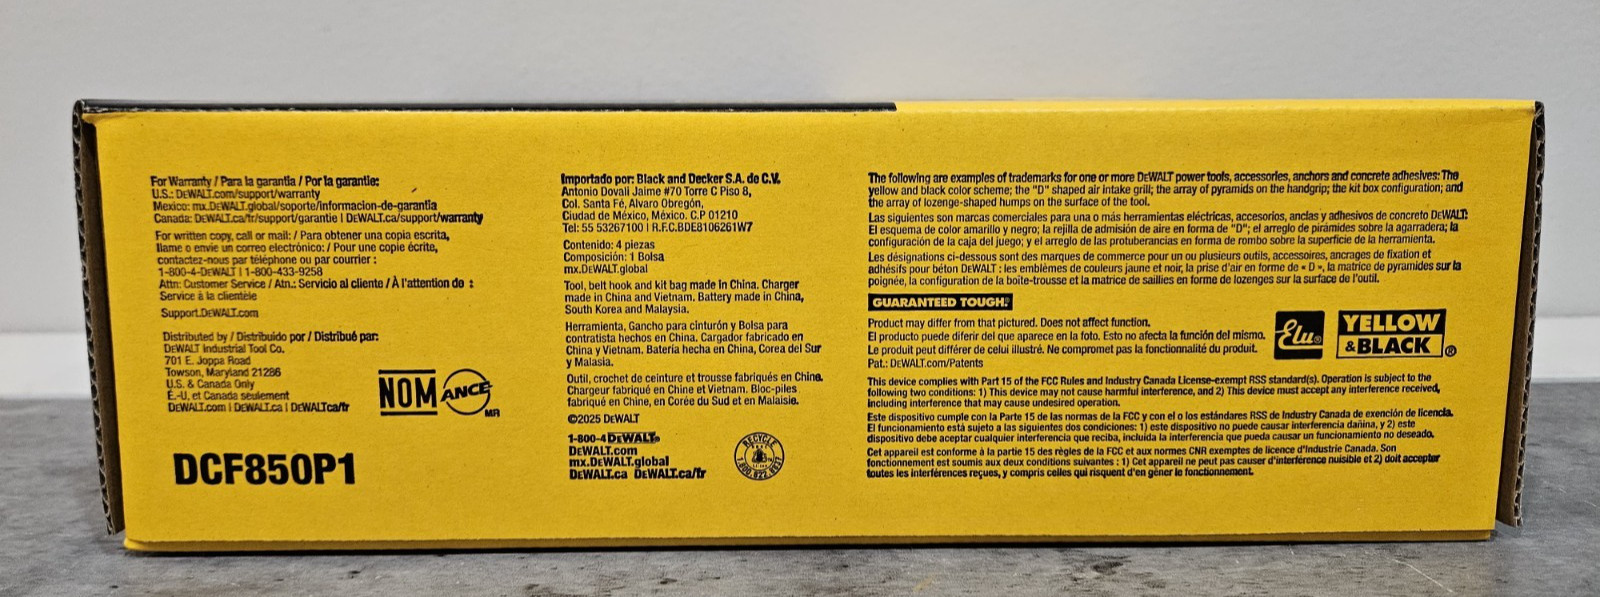 For Warranty / Para la garantía / Por la garantie:
U.S.: DEWALT.com/support/warranty
Mexico: mx.DEWALT.global/soporte/informacion-de-garantia
Canada: DEWALT.ca/fr/support/garantie | DEWALT.ca/support/warranty
For written copy, call or mail: / Para obtener una copia escrita,
llame o envíe un correo electrónico: / Pour une copie écrite,
contactez-nous par téléphone ou par courrier :
1-800-4-DEWALT | 1-800-433-9258
Attn: Customer Service / Atn.: Servicio al cliente / À l'attention de :
Service à la clientèle
Support.DEWALT.com
Distributed by / Distribuido por / Distribué par:
DEWALT Industrial Tool Co.
701 E. Joppa Road
Towson, Maryland 21286
U.S. & Canada Only
É.-U. et Canada seulement
DEWALT.com | DEWALT.ca | DEWALTca/fr
NOM ANCE MR
DCF850P1
Importado por: Black and Decker S.A. de C.V.
Antonio Dovali Jaime #70 Torre C Piso 8,
Col. Santa Fé, Alvaro Obregón,
Ciudad de México, México. C.P 01210
Tel: 55 53267100 | R.F.C.BDE8106261W7
Contenido: 4 piezas
Composición: 1 Bolsa
mx.DEWALT.global
Tool, belt hook and kit bag made in China. Charger
made in China and Vietnam. Battery made in China,
South Korea and Malaysia.
Herramienta, Gancho para cinturón y Bolsa para
contratista hechos en China. Cargador fabricado en
China y Vietnam. Batería hecha en China, Corea del Sur
y Malasia.
Outil, crochet de ceinture et trousse fabriqués en China.
Chargeur fabriqué en Chine et Vietnam. Bloc-piles
fabriqué en Chine, en Corée du Sud et en Malaisie.
©2025 DEWALT
1-800-4 DEWALT®
DEWALT.com
mx.DEWALT.global
DEWALT.ca DEWALT.ca/fr
RECYCLE
1.800.822.8837
The following are examples of trademarks for one or more DEWALT power tools, accessories, anchors and concrete adhesives: The
yellow and black color scheme; the "D" shaped air intake grill; the array of pyramids on the handgrip; the kit box configuration; and
the array of lozenge-shaped humps on the surface of the tool.
Las siguientes son marcas comerciales para una o más herramientas eléctricas, accesorios, anclas y adhesivos de concreto DEWALT:
El esquema de color amarillo y negro; la rejilla de admisión de aire en forma de "D"; el arreglo de pirámides sobre la agarradera; la
configuración de la caja del juego; y el arreglo de las protuberancias en forma de rombo sobre la superficie de la herramienta.
Les désignations ci-dessous sont des marques de commerce pour un ou plusieurs outils, accessoires, ancrages de fixation et
adhésifs pour béton DEWALT : les emblèmes de couleurs jaune et noir, la prise d'air en forme de « D », la matrice de pyramides sur la
poignée, la configuration de la boîte-trousse et la matrice de saillies en forme de lozenges sur la surface de l'outil.
GUARANTEED TOUGH.®
Product may differ from that pictured. Does not affect function.
El producto puede diferir del que aparece en la foto. Esto no afecta la función del mismo.
Le produit peut différer de celui illustré. Ne compromet pas la fonctionnalité du produit.
Pat.: DEWALT.com/Patents
Elu®
YELLOW
& BLACK ®
This device complies with Part 15 of the FCC Rules and Industry Canada License-exempt RSS standard(s). Operation is subject to the
following two conditions: 1) This device may not cause harmful interference, and 2) This device must accept any interference received,
including interference that may cause undesired operation.
Este dispositivo cumple con la Parte 15 de las normas de la FCC y con el o los estándares RSS de Industry Canada de exención de licencia.
El funcionamiento está sujeto a las siguientes dos condiciones: 1) este dispositivo no puede causar interferencia dañina, y 2) este
dispositivo debe aceptar cualquier interferencia que reciba, incluida la interferencia que pueda causar un funcionamiento no deseado.
Cet appareil est conforme à la partie 15 des règles de la FCC et aux normes CNR exemptes de licence d'Industrie Canada. Son
fonctionnement est soumis aux deux conditions suivantes : 1) Cet appareil ne peut pas causer d'interférence nuisible et 2) doit accepter
toutes les interférences reçues, y compris celles qui risquent d'en gêner le fonctionnement.